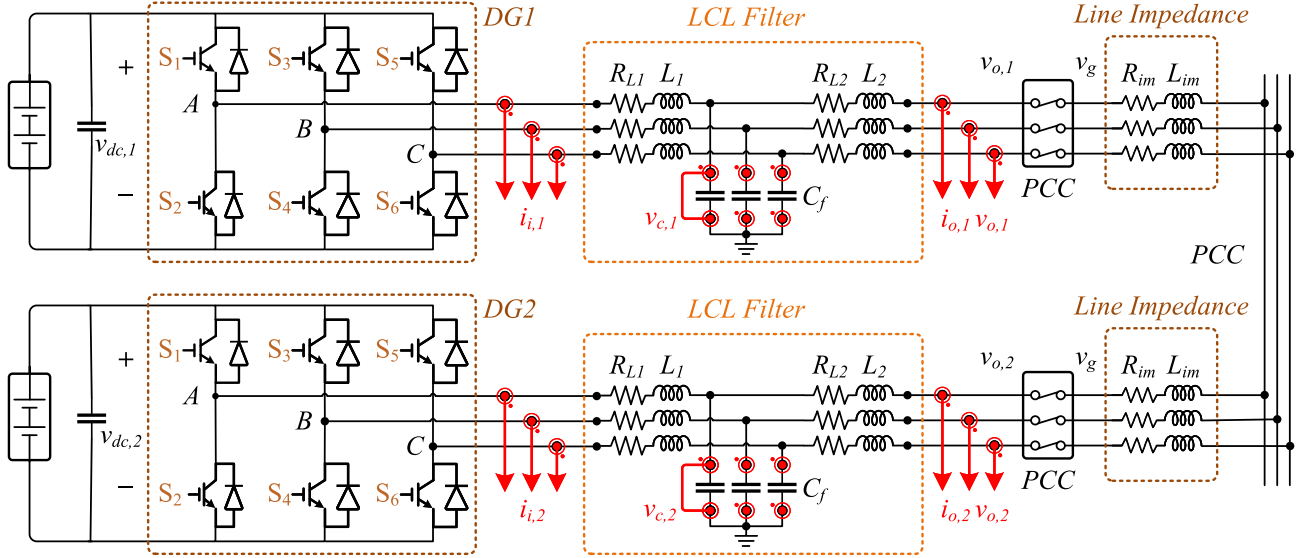 DG1 LCL Filter Line Impedance
S1 S3 S5 RL1 L1 RL2 L2 vo,1 vg Rim Lim
+
A
B
vdc,1
C
−
S2 S4 S6 PCC
ii,1 vc,1 Cf io,1 vo,1
PCC
DG2 LCL Filter Line Impedance
S1 S3 S5 RL1 L1 RL2 L2 vo,2 vg Rim Lim
+
A
B
vdc,2
C
−
S2 S4 S6 PCC
ii,2 vc,2 Cf io,2 vo,2